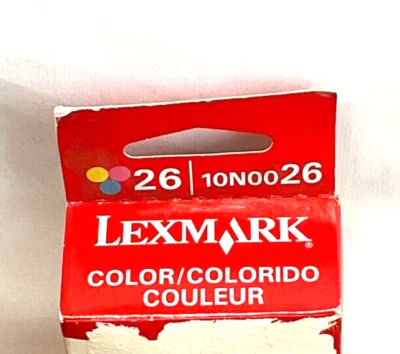 26 | 10N0026
LEXMARK®
COLOR/COLORIDO
COULEUR